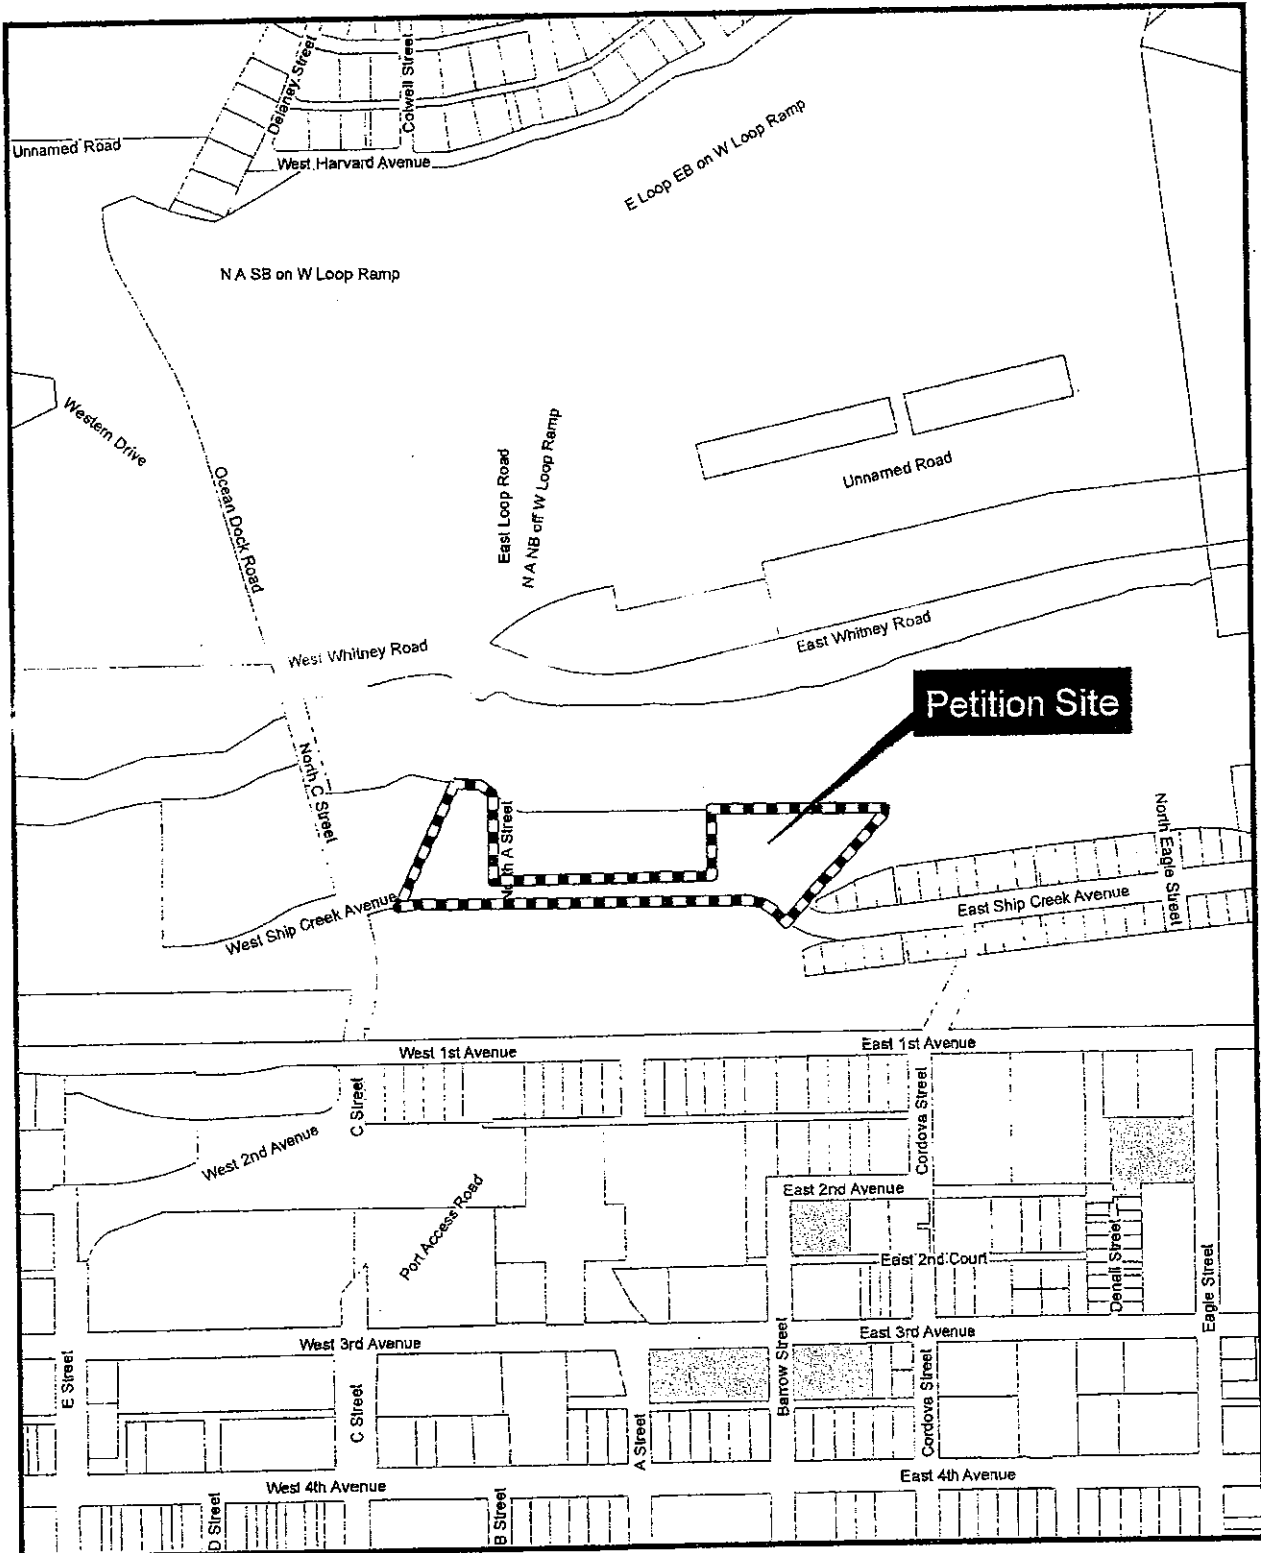 Delaney Street
Colwell Street
Unnamed Road
West Harvard Avenue
E Loop EB on W Loop Ramp
N A SB on W Loop Ramp
Western Drive
Ocean Dock Road
East Loop Road
N A NB off W Loop Ramp
Unnamed Road
West Whitney Road
East Whitney Road
Petition Site
North C Street
North A Street
North Eagle Street
West Ship Creek Avenue
East Ship Creek Avenue
West 1st Avenue
East 1st Avenue
C Street
Cordova Street
West 2nd Avenue
East 2nd Avenue
Port Access Road
East 2nd Court
Denali Street
Eagle Street
West 3rd Avenue
East 3rd Avenue
E Street
C Street
Barrow Street
Cordova Street
A Street
West 4th Avenue
East 4th Avenue
D Street
B Street